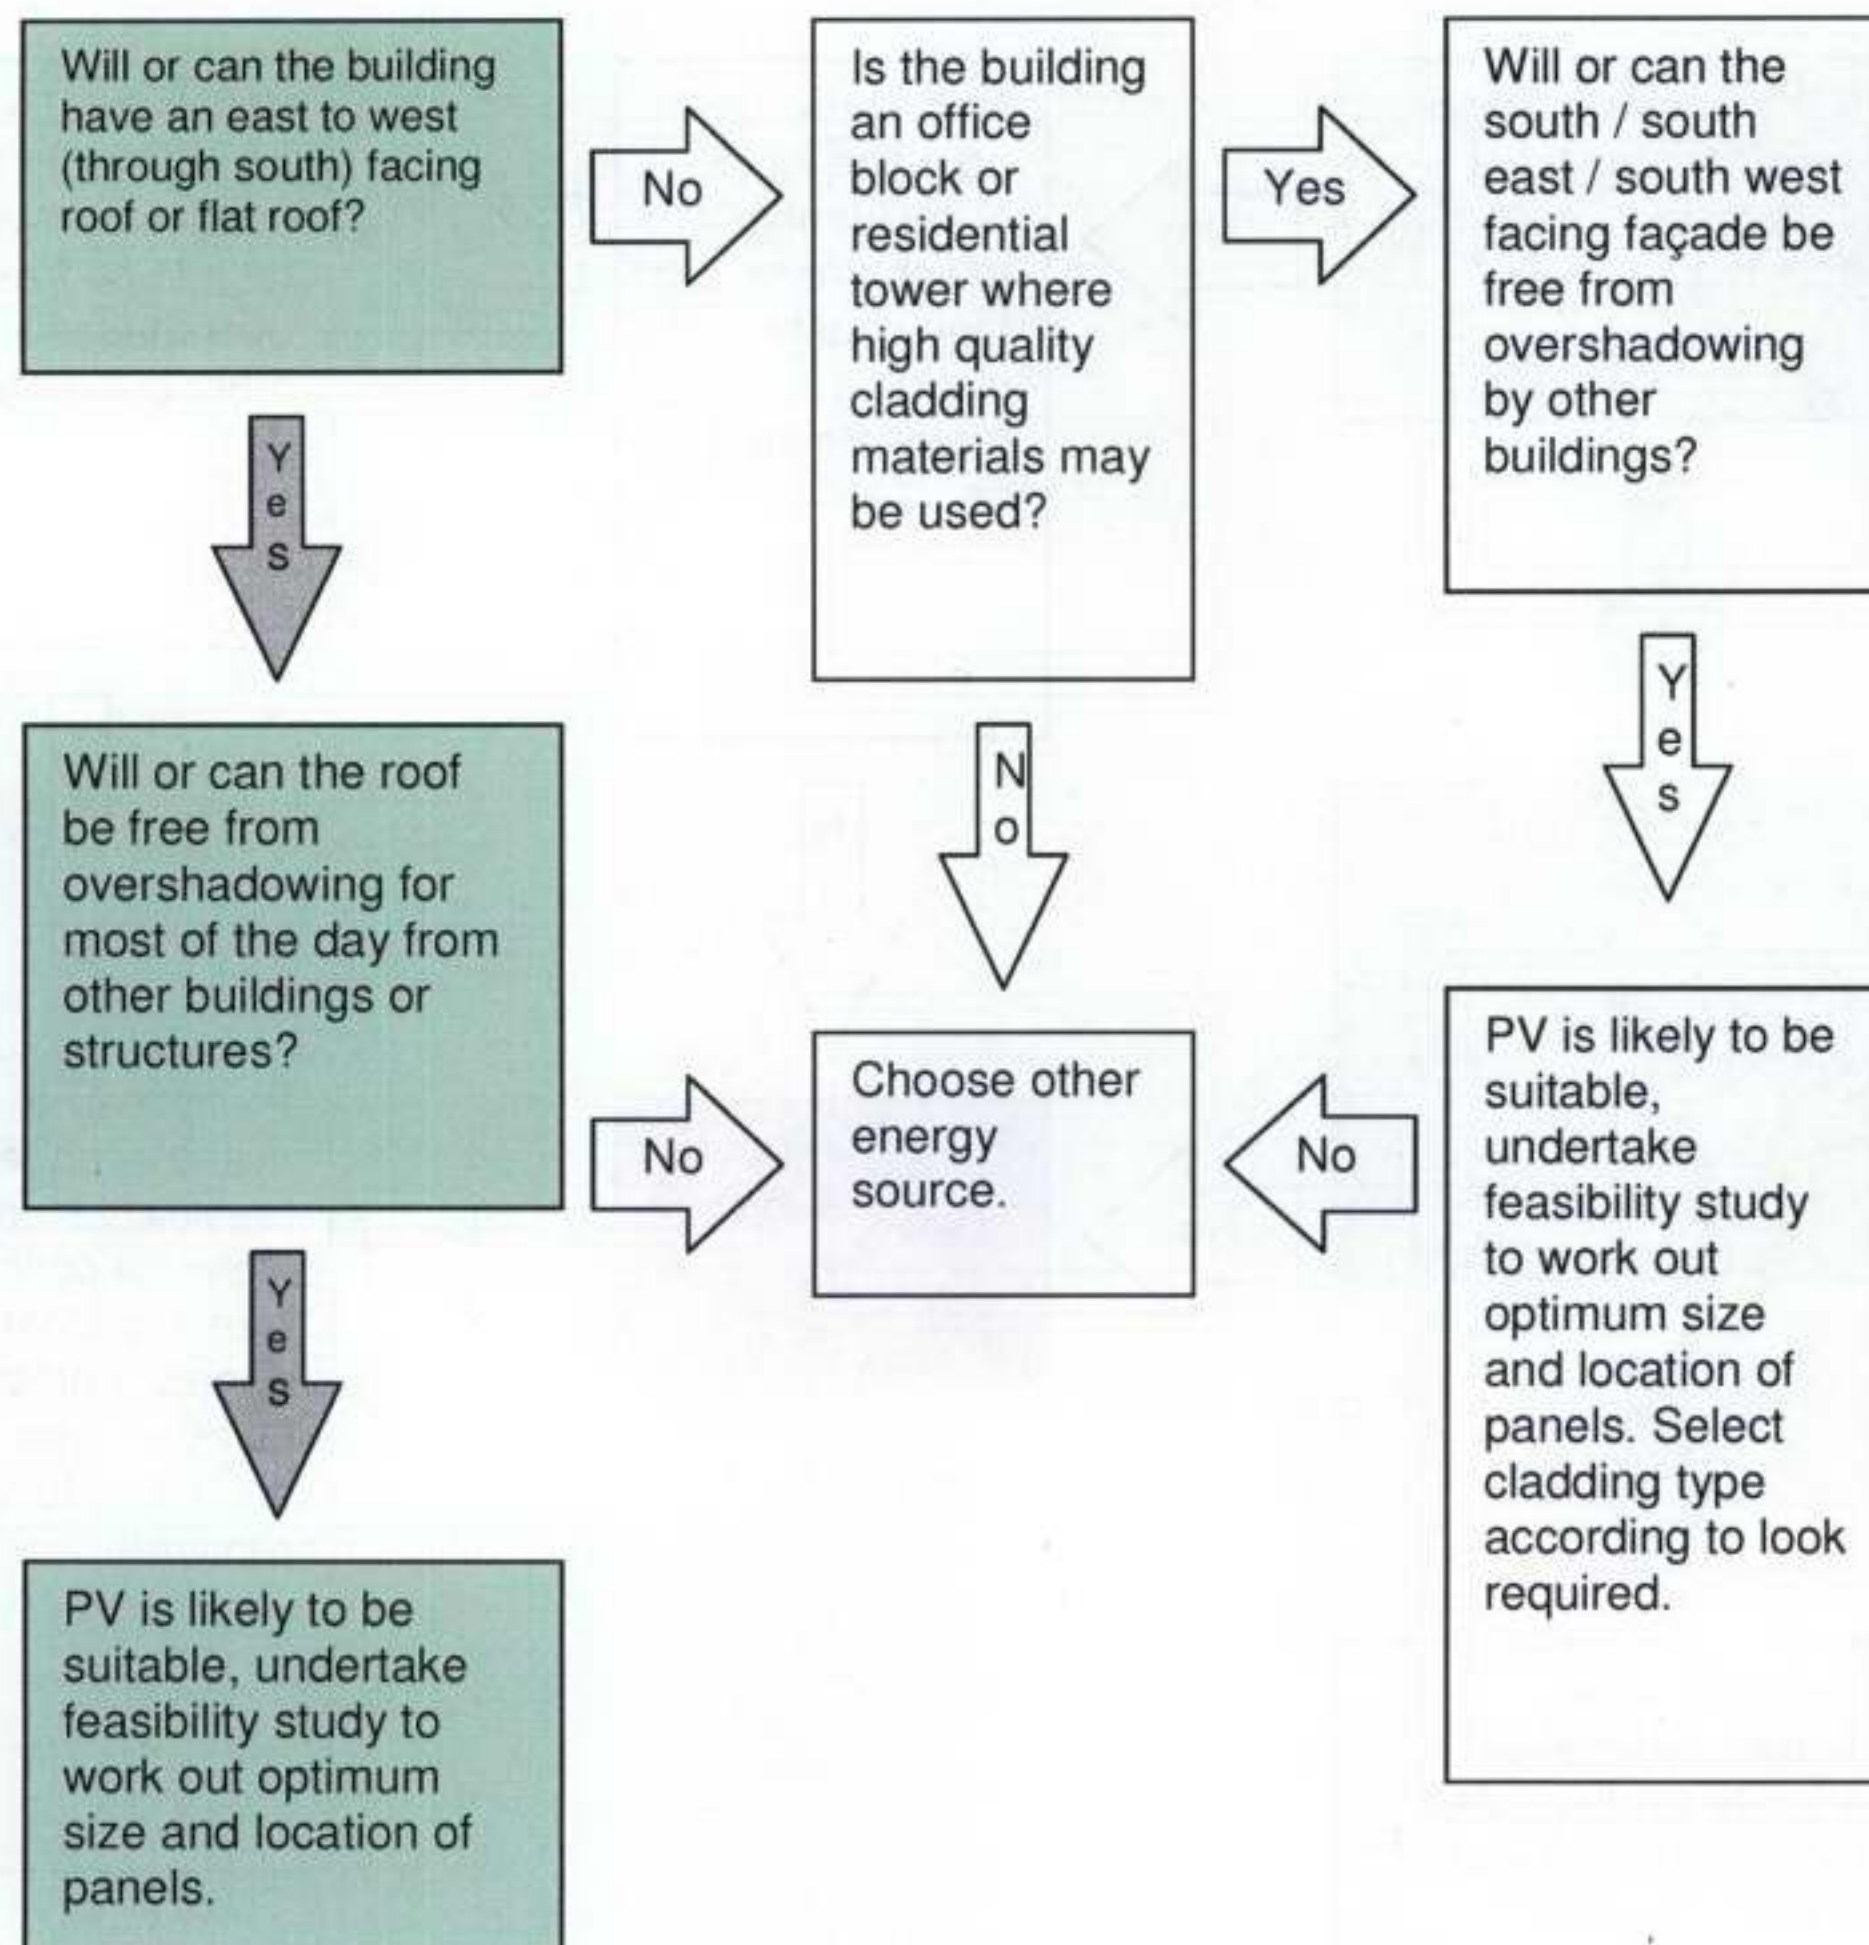 Will or can the building
have an east to west
(through south) facing
roof or flat roof?
No
Is the building
an office
block or
residential
tower where
high quality
cladding
materials may
be used?
Yes
Will or can the
south / south
east / south west
facing façade be
free from
overshadowing
by other
buildings?
Yes
No
Yes
Will or can the roof
be free from
overshadowing for
most of the day from
other buildings or
structures?
No
Choose other
energy
source.
No
PV is likely to be
suitable,
undertake
feasibility study
to work out
optimum size
and location of
panels. Select
cladding type
according to look
required.
Yes
PV is likely to be
suitable, undertake
feasibility study to
work out optimum
size and location of
panels.